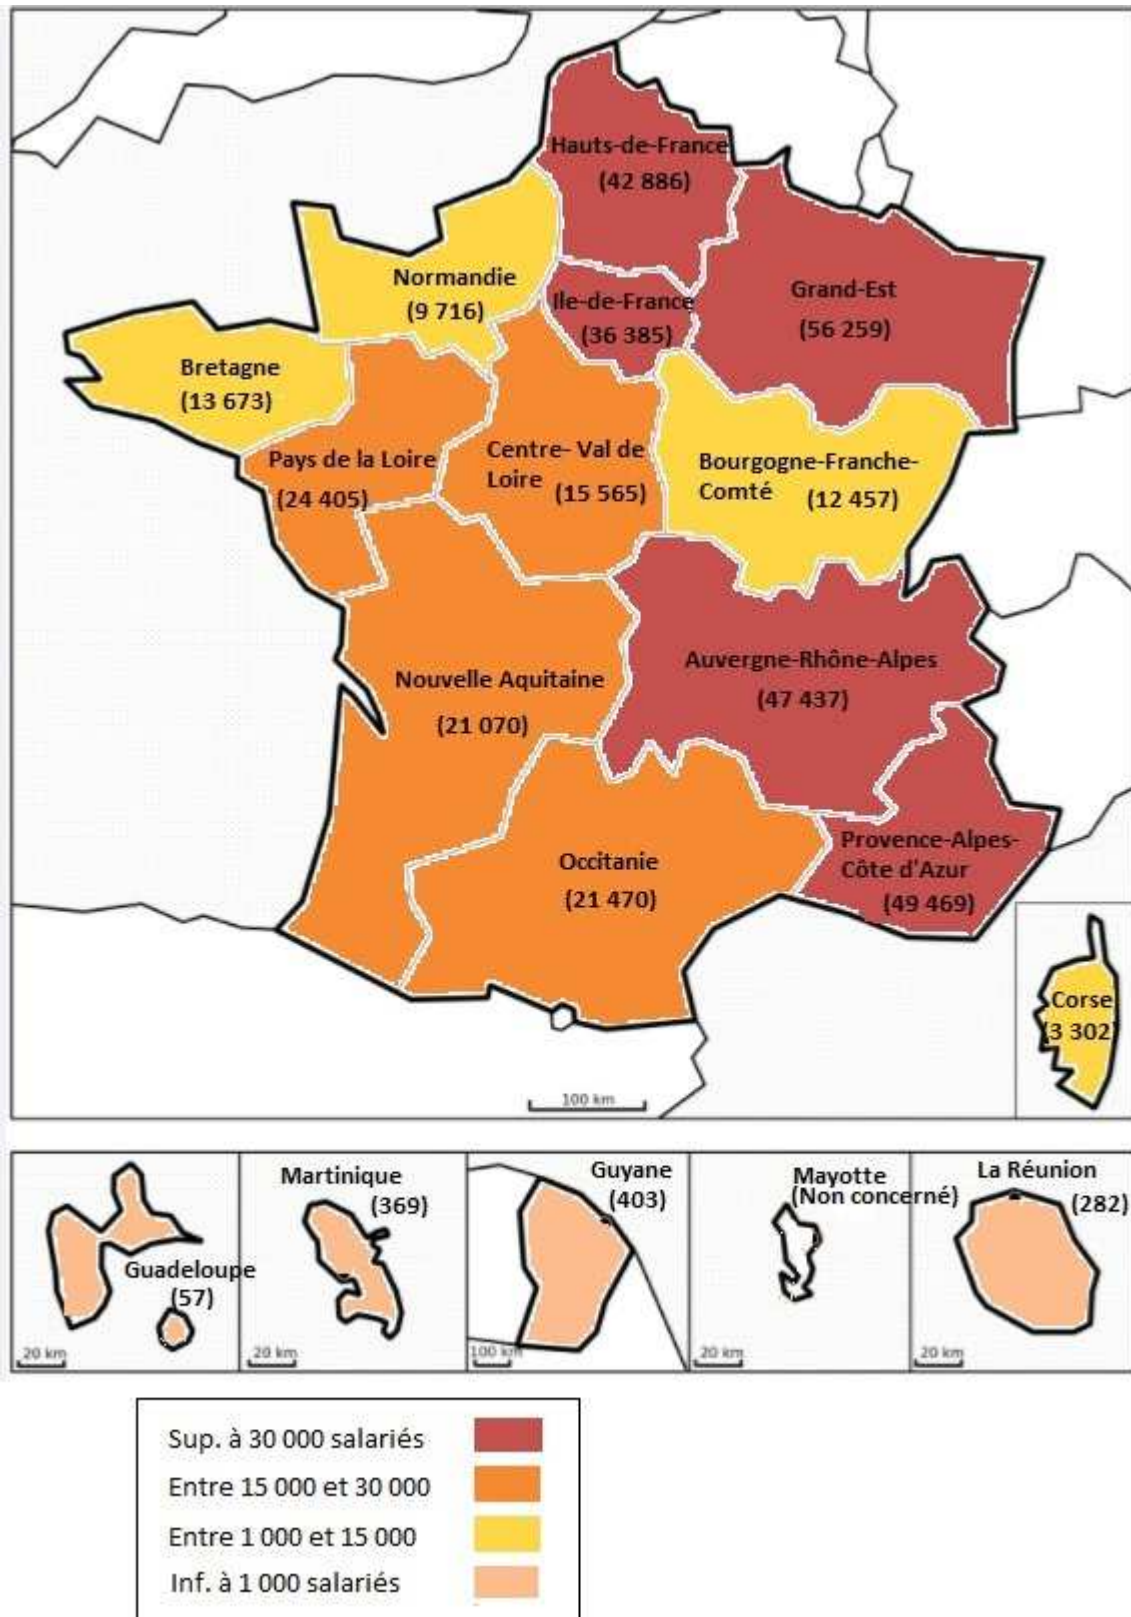 Hauts-de-France
(42 886)
Normandie
(9 716)
Ile-de-France
(36 385)
Grand-Est
(56 259)
Bretagne
(13 673)
Pays de la Loire
(24 405)
Centre- Val de
Loire (15 565)
Bourgogne-Franche-
Comté (12 457)
Nouvelle Aquitaine
(21 070)
Auvergne-Rhône-Alpes
(47 437)
Occitanie
(21 470)
Provence-Alpes-
Côte d'Azur
(49 469)
Corse
(3 302)
100 km
Guadeloupe
(57)
20 km
Martinique
(369)
20 km
Guyane
(403)
100 km
Mayotte
(Non concerné)
20 km
La Réunion
(282)
20 km
Sup. à 30 000 salariés
Entre 15 000 et 30 000
Entre 1 000 et 15 000
Inf. à 1 000 salariés